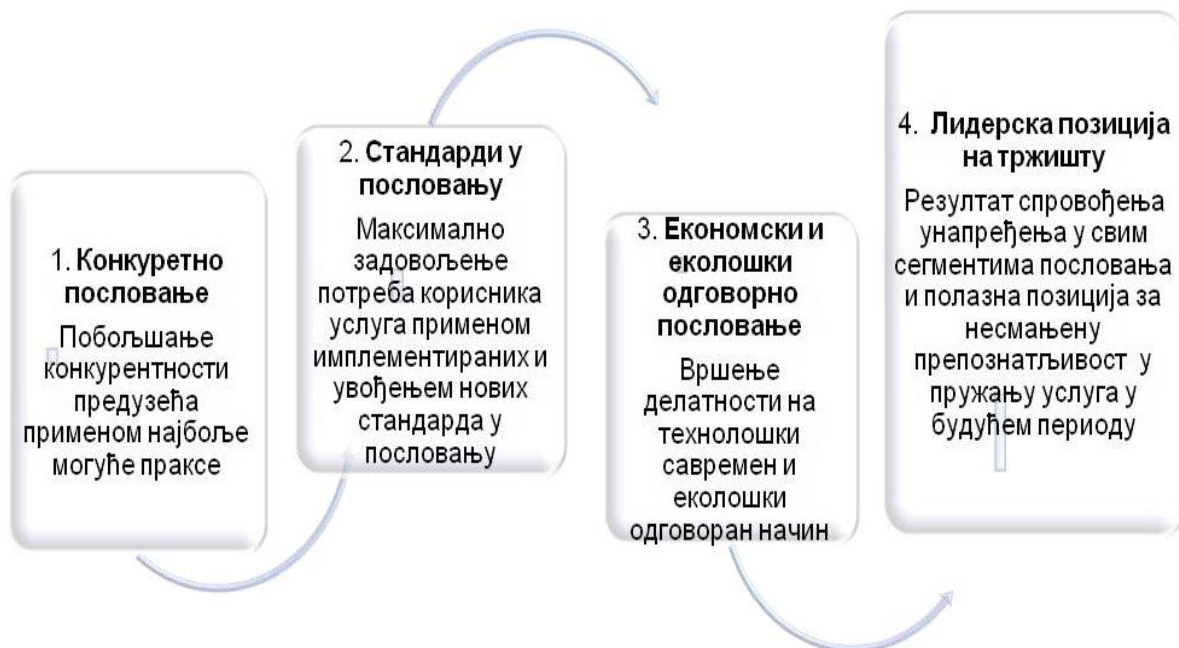 1. Конкуретно
пословање
Побољшање
конкурентности
предузећа
применом најбоље
могуће праксе
2. Стандарди у
пословању
Максимално
задовољење
потреба корисника
услуга применом
имплементираних и
увођењем нових
стандарда у
пословању
3. Економски и
еколошки
одговорно
пословање
Вршење
делатности на
технолошки
савремен и
еколошки
одговоран начин
4. Лидерска позиција
на тржишту
Резултат спровођења
унапређења у свим
сегментима пословања
и полазна позиција за
несмањену
препознатљивост у
пружању услуга у
будућем периоду